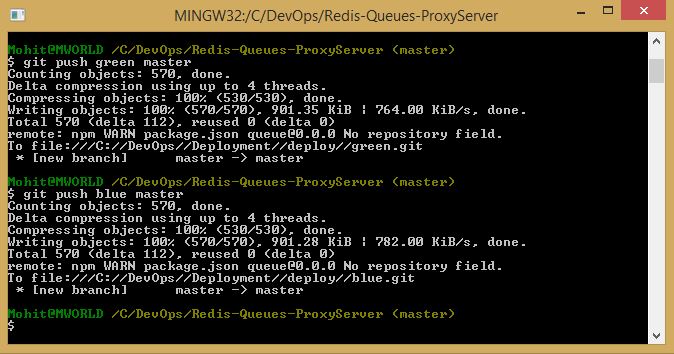 MINGW32:/C/DevOps/Redis-Queues-ProxyServer
Mohit@MWORLD /C/DevOps/Redis-Queues-ProxyServer (master)
$ git push green master
Counting objects: 570, done.
Delta compression using up to 4 threads.
Compressing objects: 100% (530/530), done.
Writing objects: 100% (570/570), 901.35 KiB ¦ 764.00 KiB/s, done.
Total 570 (delta 112), reused 0 (delta 0)
remote: npm WARN package.json queue@0.0.0 No repository field.
To file:///C://DevOps//Deployment//deploy//green.git
 * [new branch]      master -> master
Mohit@MWORLD /C/DevOps/Redis-Queues-ProxyServer (master)
$ git push blue master
Counting objects: 570, done.
Delta compression using up to 4 threads.
Compressing objects: 100% (530/530), done.
Writing objects: 100% (570/570), 901.28 KiB ¦ 782.00 KiB/s, done.
Total 570 (delta 112), reused 0 (delta 0)
remote: npm WARN package.json queue@0.0.0 No repository field.
To file:///C://DevOps//Deployment//deploy//blue.git
 * [new branch]      master -> master
Mohit@MWORLD /C/DevOps/Redis-Queues-ProxyServer (master)
$